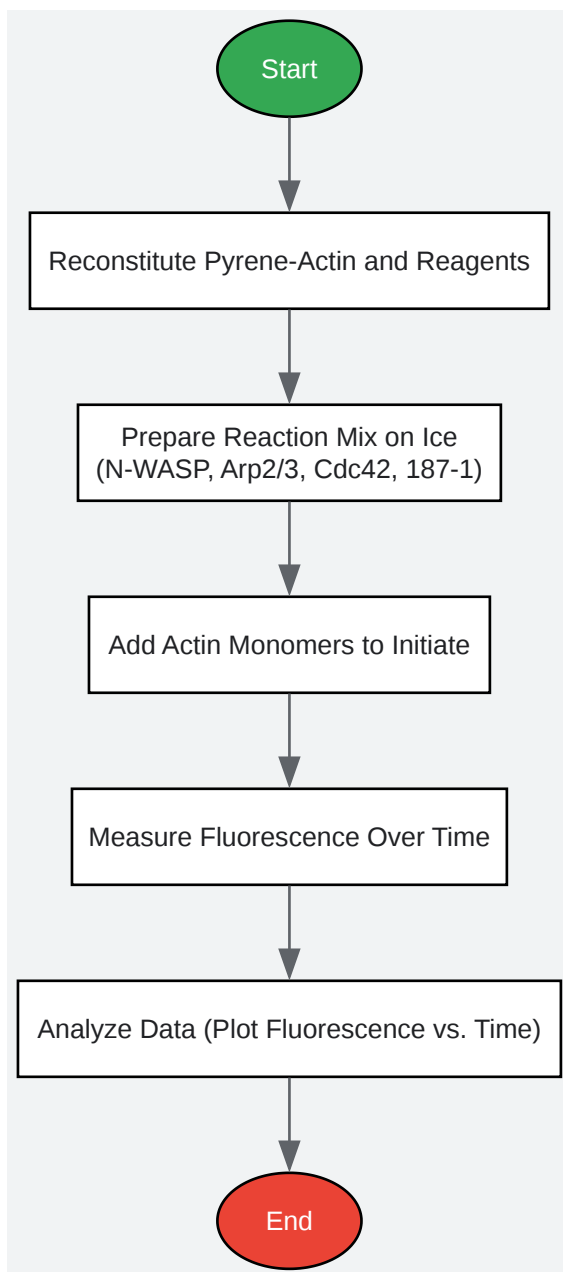 Start
Reconstitute Pyrene-Actin and Reagents
Prepare Reaction Mix on Ice
(N-WASP, Arp2/3, Cdc42, 187-1)
Add Actin Monomers to Initiate
Measure Fluorescence Over Time
Analyze Data (Plot Fluorescence vs. Time)
End